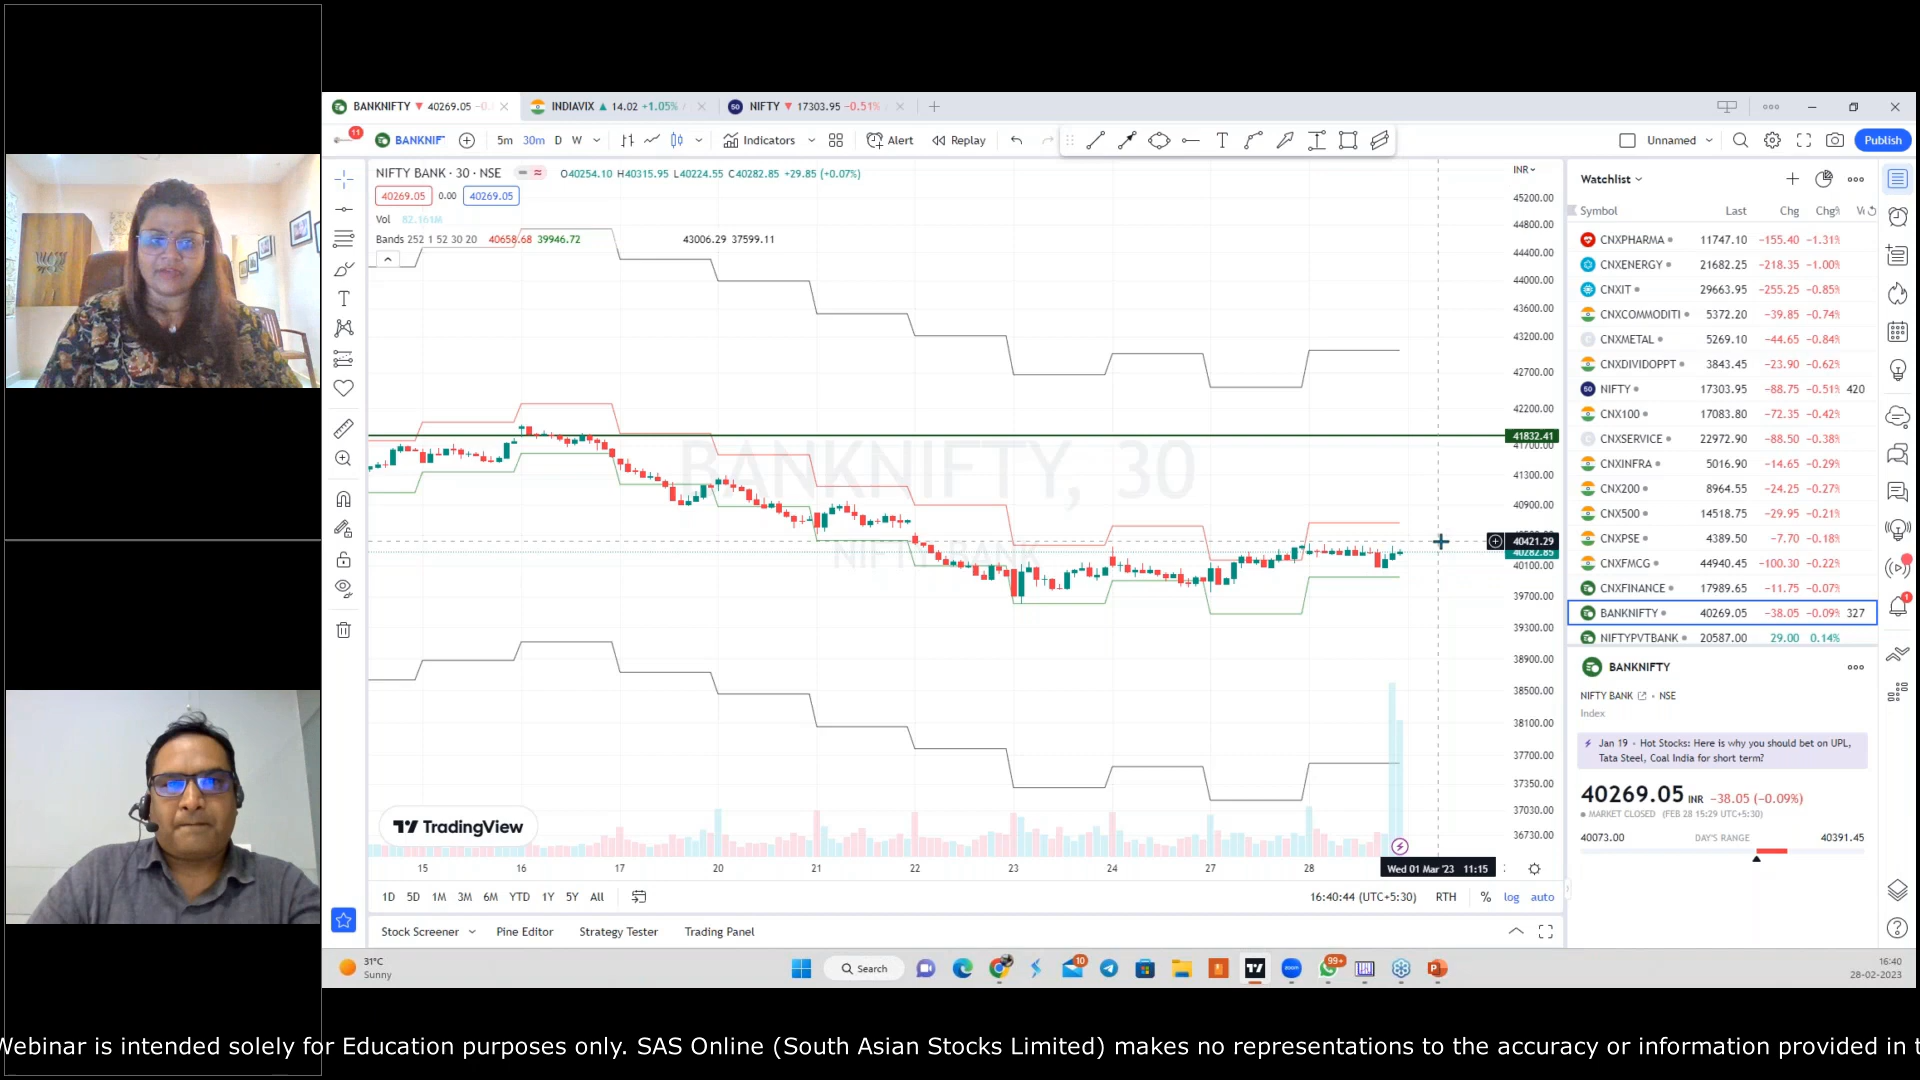 BANKNIFTY ▼ 40269.05 -0.
INDIAVIX ▲ 14.02 +1.05%
50 NIFTY ▼ 17303.95 -0.51%
11
BANKNIF
5m 30m D W
Indicators
Alert
Replay
T
Unnamed
Publish
NIFTY BANK · 30 · NSE
O40254.10 H40315.95 L40224.55 C40282.85 +29.85 (+0.07%)
40269.05 0.00 40269.05
Vol 82.161M
Bands 252 1 52 30 20 40658.68 39946.72 43006.29 37599.11
BANKNIFTY, 30
NIFTY BANK
INR
45200.00
44800.00
44400.00
44000.00
43600.00
43200.00
42700.00
42200.00
41832.41
41700.00
41300.00
40900.00
40421.29
40282.85
40100.00
39700.00
39300.00
38900.00
38500.00
38100.00
37700.00
37350.00
37030.00
36730.00
TradingView
15 16 17 20 21 22 23 24 27 28
Wed 01 Mar '23 11:15
1D 5D 1M 3M 6M YTD 1Y 5Y All
16:40:44 (UTC+5:30) RTH % log auto
Stock Screener Pine Editor Strategy Tester Trading Panel
Watchlist
Symbol Last Chg Chg%
CNXPHARMA 11747.10 -155.40 -1.31%
CNXENERGY 21682.25 -218.35 -1.00%
CNXIT 29663.95 -255.25 -0.85%
CNXCOMMODITI 5372.20 -39.85 -0.74%
CNXMETAL 5269.10 -44.65 -0.84%
CNXDIVIDOPPT 3843.45 -23.90 -0.62%
50 NIFTY 17303.95 -88.75 -0.51% 420
CNX100 17083.80 -72.35 -0.42%
CNXSERVICE 22972.90 -88.50 -0.38%
CNXINFRA 5016.90 -14.65 -0.29%
CNX200 8964.55 -24.25 -0.27%
CNX500 14518.75 -29.95 -0.21%
CNXPSE 4389.50 -7.70 -0.18%
CNXFMCG 44940.45 -100.30 -0.22%
CNXFINANCE 17989.65 -11.75 -0.07%
BANKNIFTY 40269.05 -38.05 -0.09% 327
NIFTYPVTBANK 20587.00 29.00 0.14%
1
BANKNIFTY
NIFTY BANK · NSE
Index
Jan 19 · Hot Stocks: Here is why you should bet on UPL,
Tata Steel, Coal India for short term?
40269.05 INR -38.05 (-0.09%)
MARKET CLOSED (FEB 28 15:29 UTC+5:30)
40073.00 DAY'S RANGE 40391.45
31°C
Sunny
Search
10
99+
16:40
28-02-2023
Webinar is intended solely for Education purposes only. SAS Online (South Asian Stocks Limited) makes no representations to the accuracy or information provided in